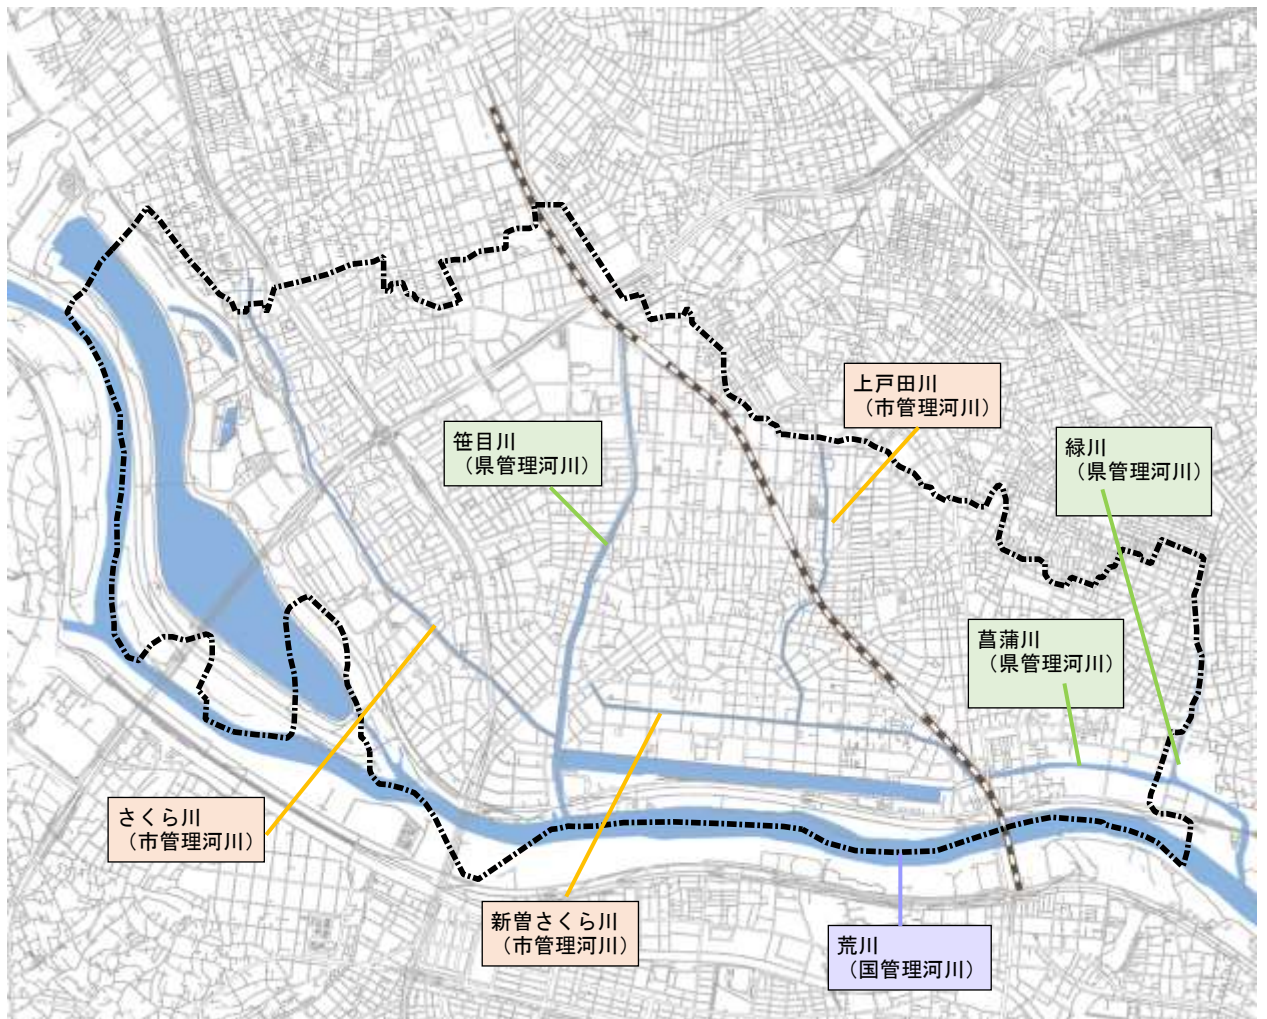 上戸田川
（市管理河川）
笹目川
（県管理河川）
緑川
（県管理河川）
菖蒲川
（県管理河川）
さくら川
（市管理河川）
新曽さくら川
（市管理河川）
荒川
（国管理河川）